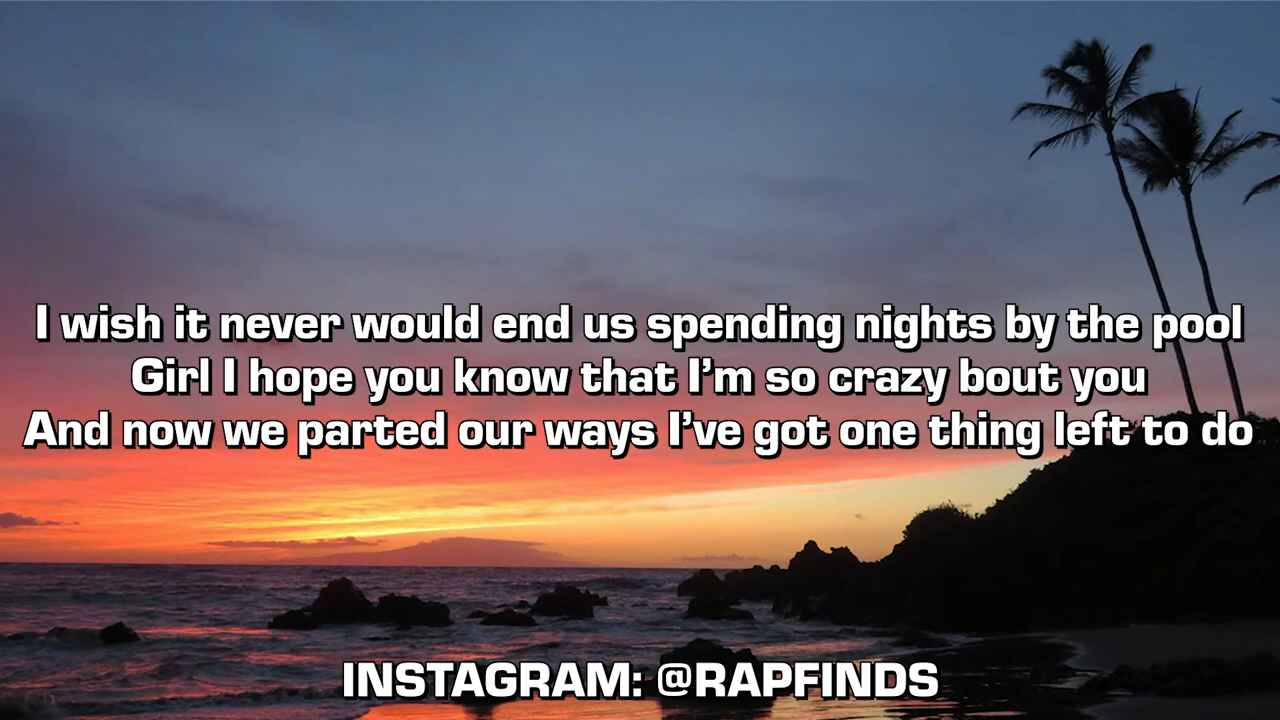 I wish it never would end us spending nights by the pool
Girl I hope you know that I’m so crazy bout you
And now we parted our ways I’ve got one thing left to do
INSTAGRAM: @RAPFINDS